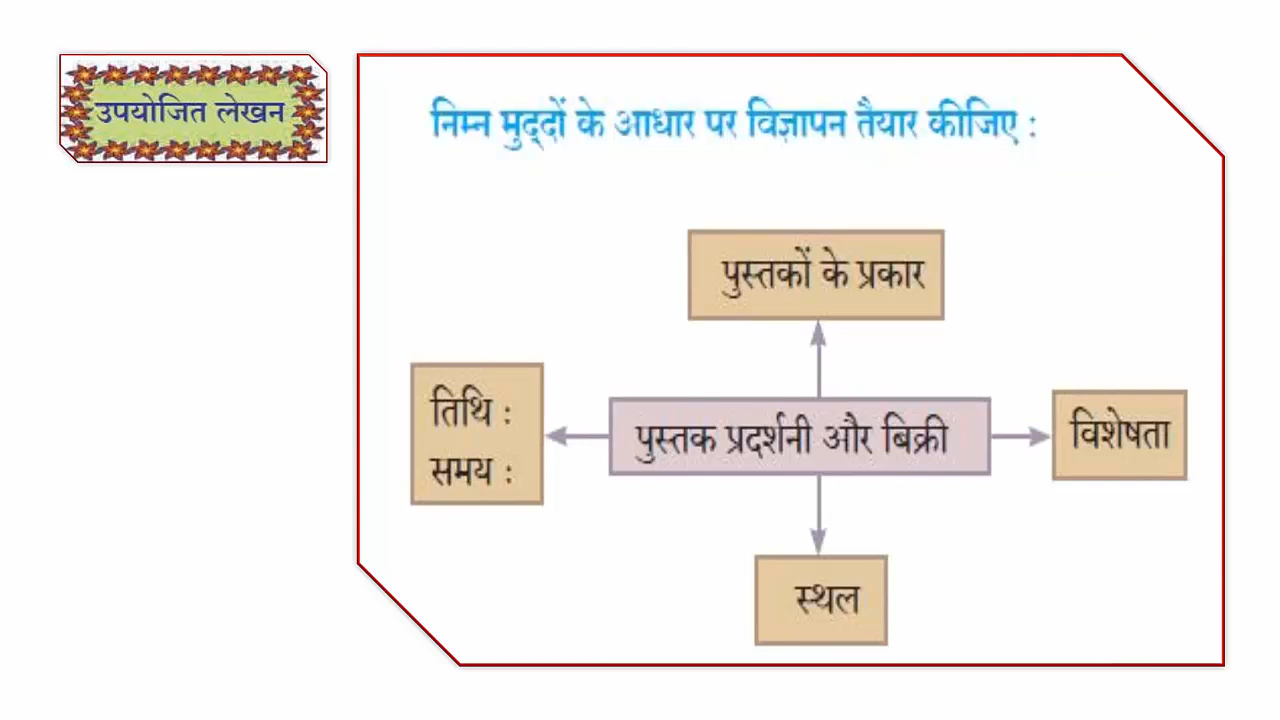 उपयोजित लेखन
निम्न मुद्दों के आधार पर विज्ञापन तैयार कीजिए :
पुस्तकों के प्रकार
तिथि :
समय :
पुस्तक प्रदर्शनी और बिक्री
विशेषता
स्थल